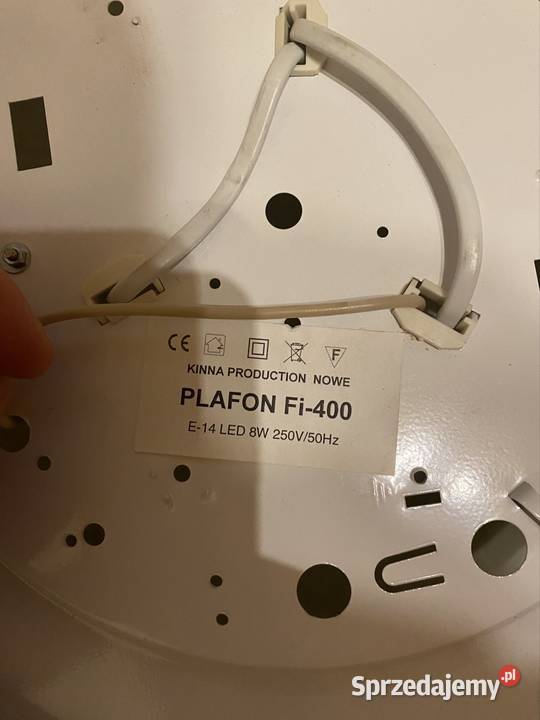 CE
F
KINNA PRODUCTION NOWE
PLAFON Fi-400
E-14 LED 8W 250V/50Hz
Sprzedajemy.pl